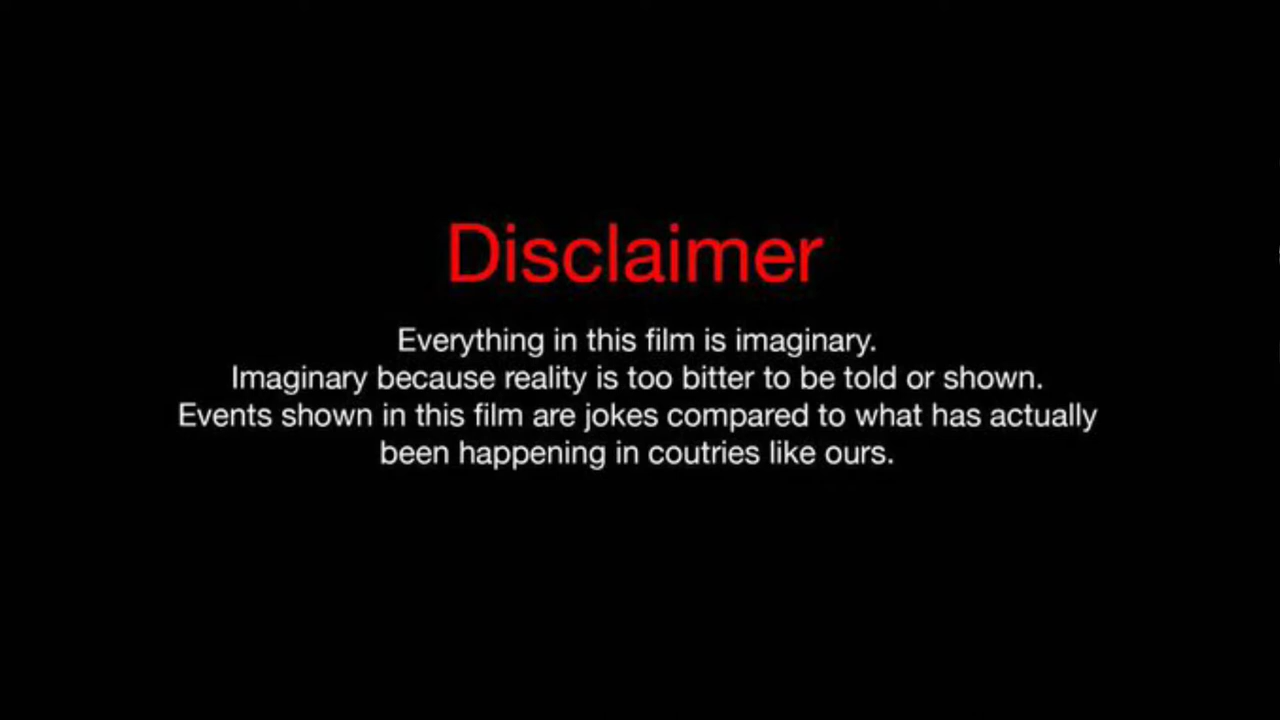 Disclaimer
Everything in this film is imaginary.
Imaginary because reality is too bitter to be told or shown.
Events shown in this film are jokes compared to what has actually
been happening in coutries like ours.